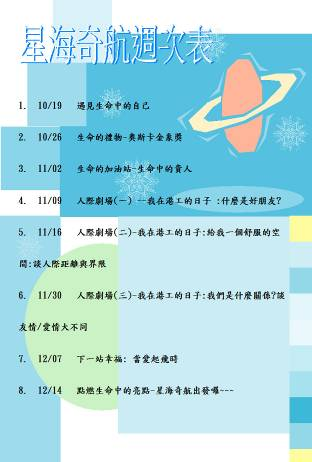 星海奇航週次表
1. 10/19 遇見生命中的自己
2. 10/26 生命的禮物-奧斯卡金象獎
3. 11/02 生命的加油站-生命中的貴人
4. 11/09 人際劇場(一) --我在港工的日子 :什麼是好朋友?
5. 11/16 人際劇場(二)-我在港工的日子:給我一個舒服的空
間:談人際距離與界限
6. 11/30 人際劇場(三)-我在港工的日子:我們是什麼關係?談
友情/愛情大不同
7. 12/07 下一站幸福: 當愛起飛時
8. 12/14 點燃生命中的亮點-星海奇航出發囉~~~